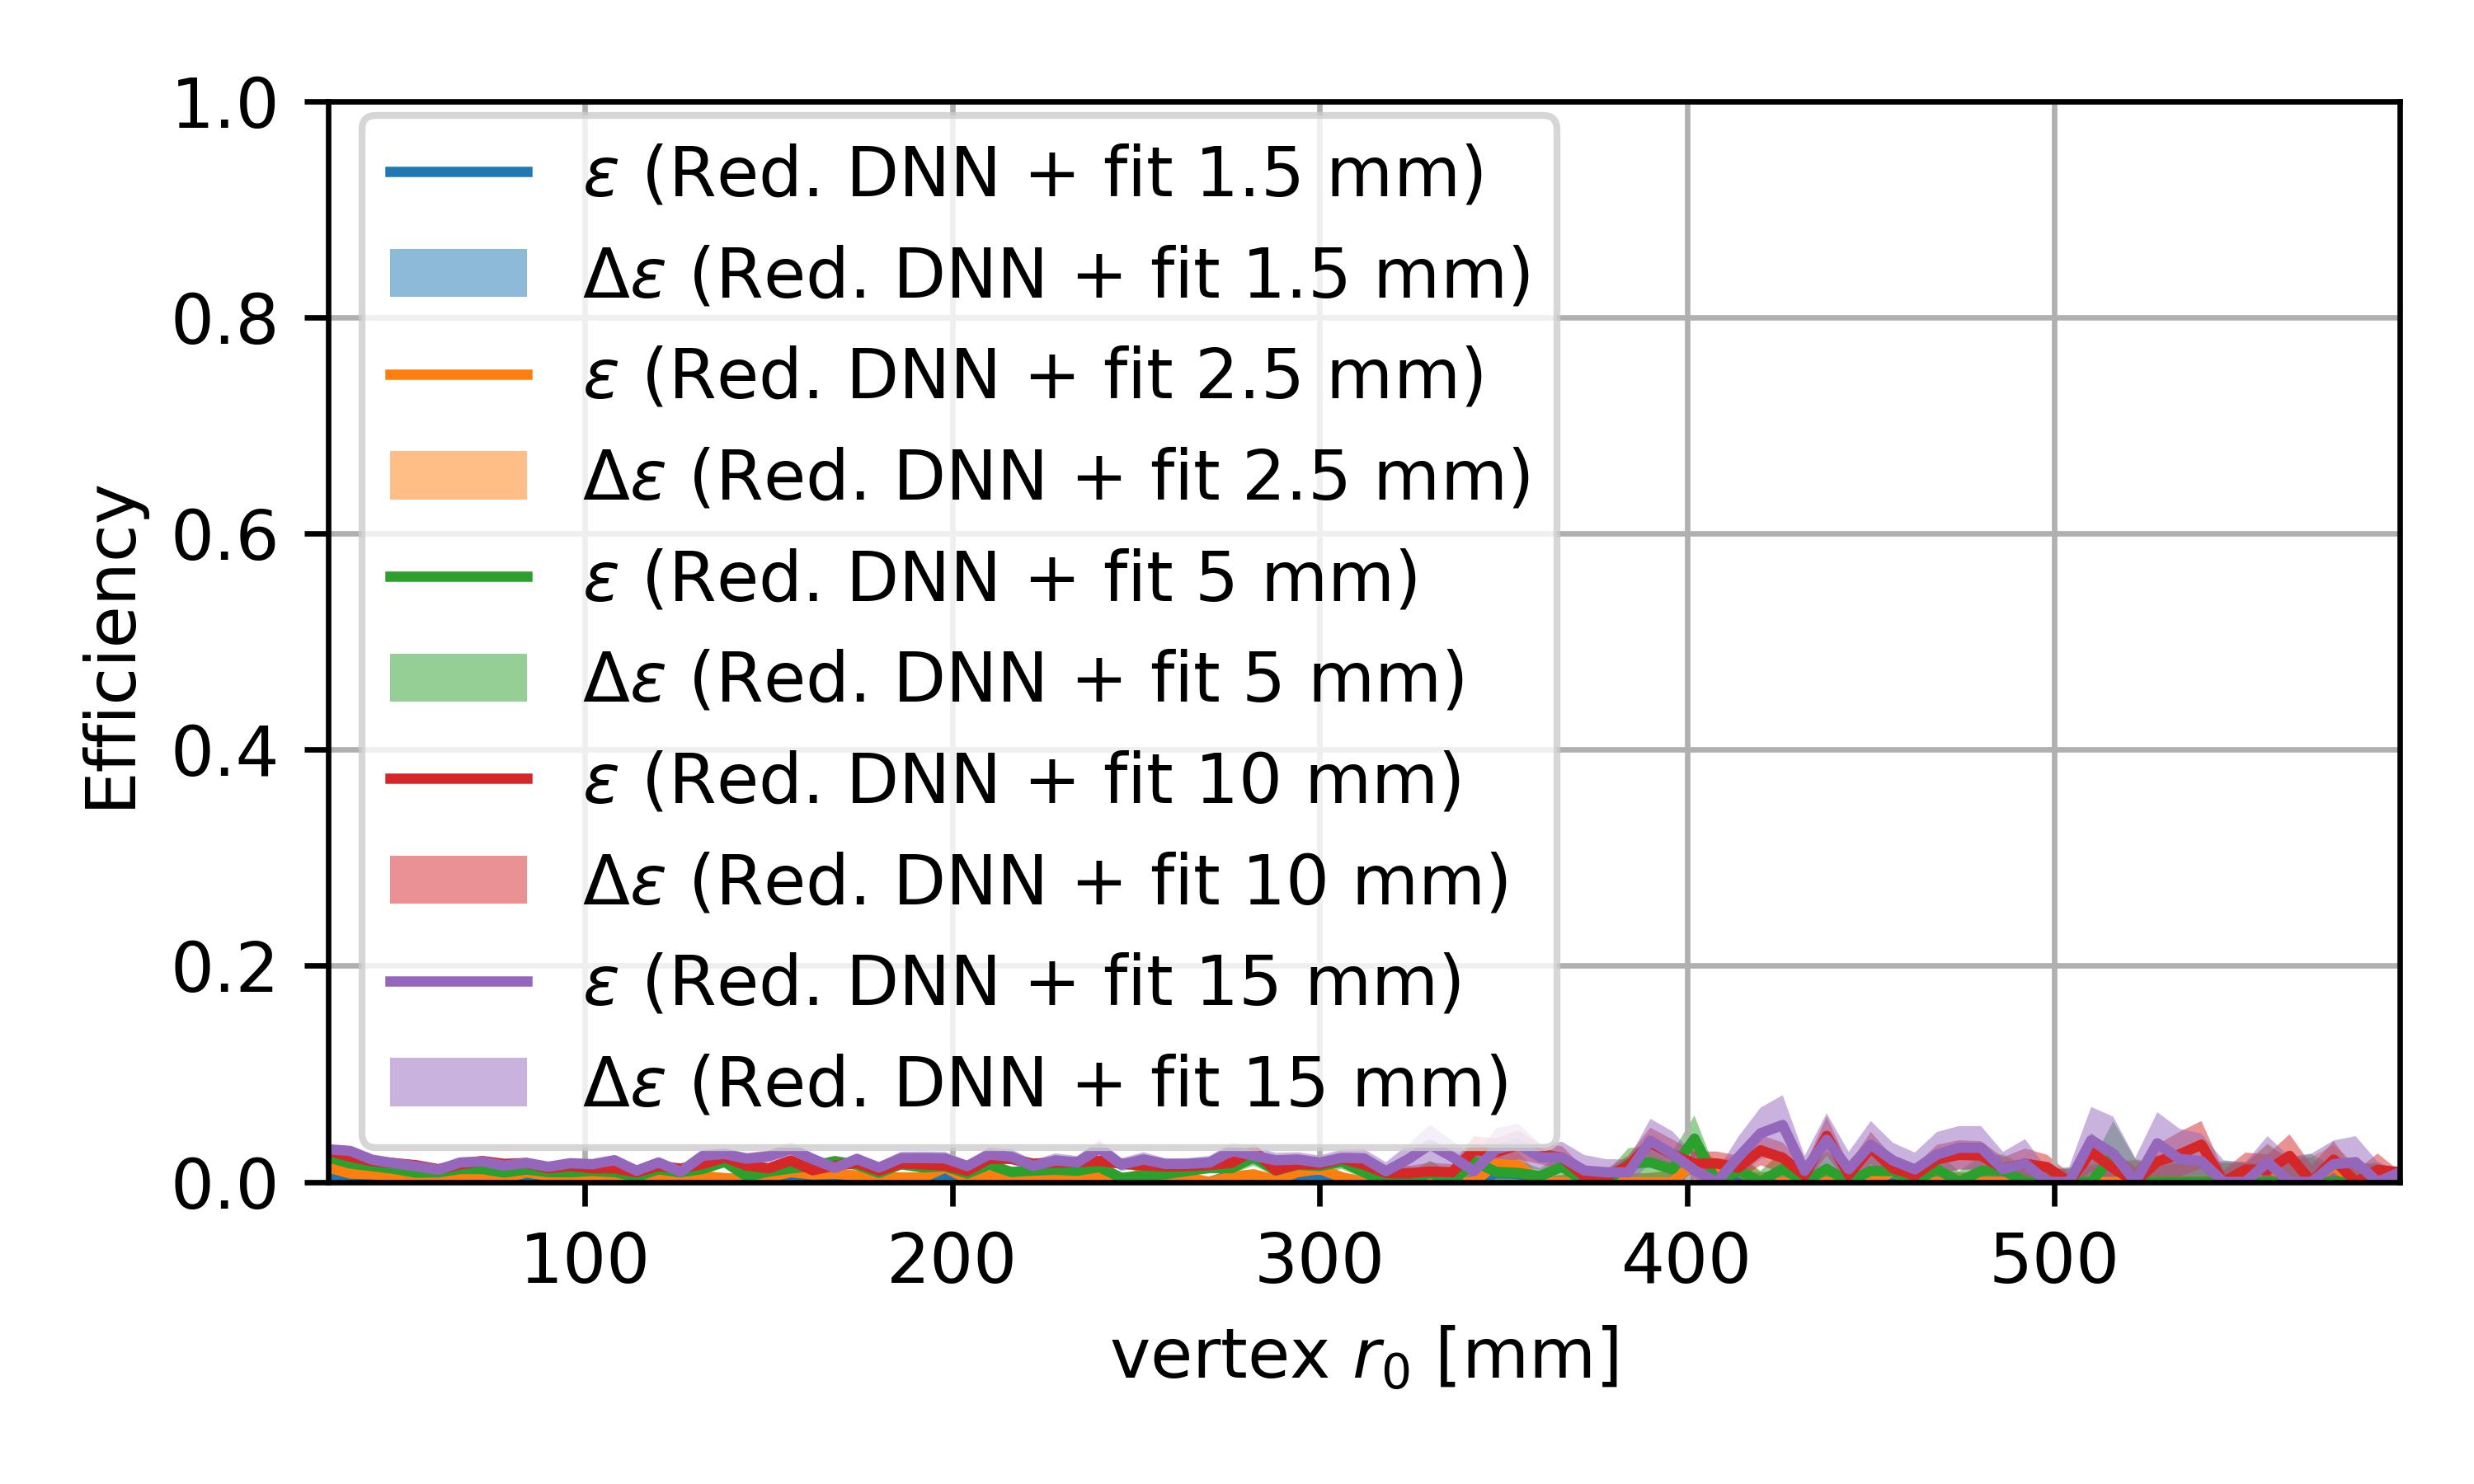 1.0
0.8
0.6
0.4
0.2
0.0
Efficiency
ε (Red. DNN + fit 1.5 mm)
Δε (Red. DNN + fit 1.5 mm)
ε (Red. DNN + fit 2.5 mm)
Δε (Red. DNN + fit 2.5 mm)
ε (Red. DNN + fit 5 mm)
Δε (Red. DNN + fit 5 mm)
ε (Red. DNN + fit 10 mm)
Δε (Red. DNN + fit 10 mm)
ε (Red. DNN + fit 15 mm)
Δε (Red. DNN + fit 15 mm)
100 200 300 400 500
vertex r₀ [mm]